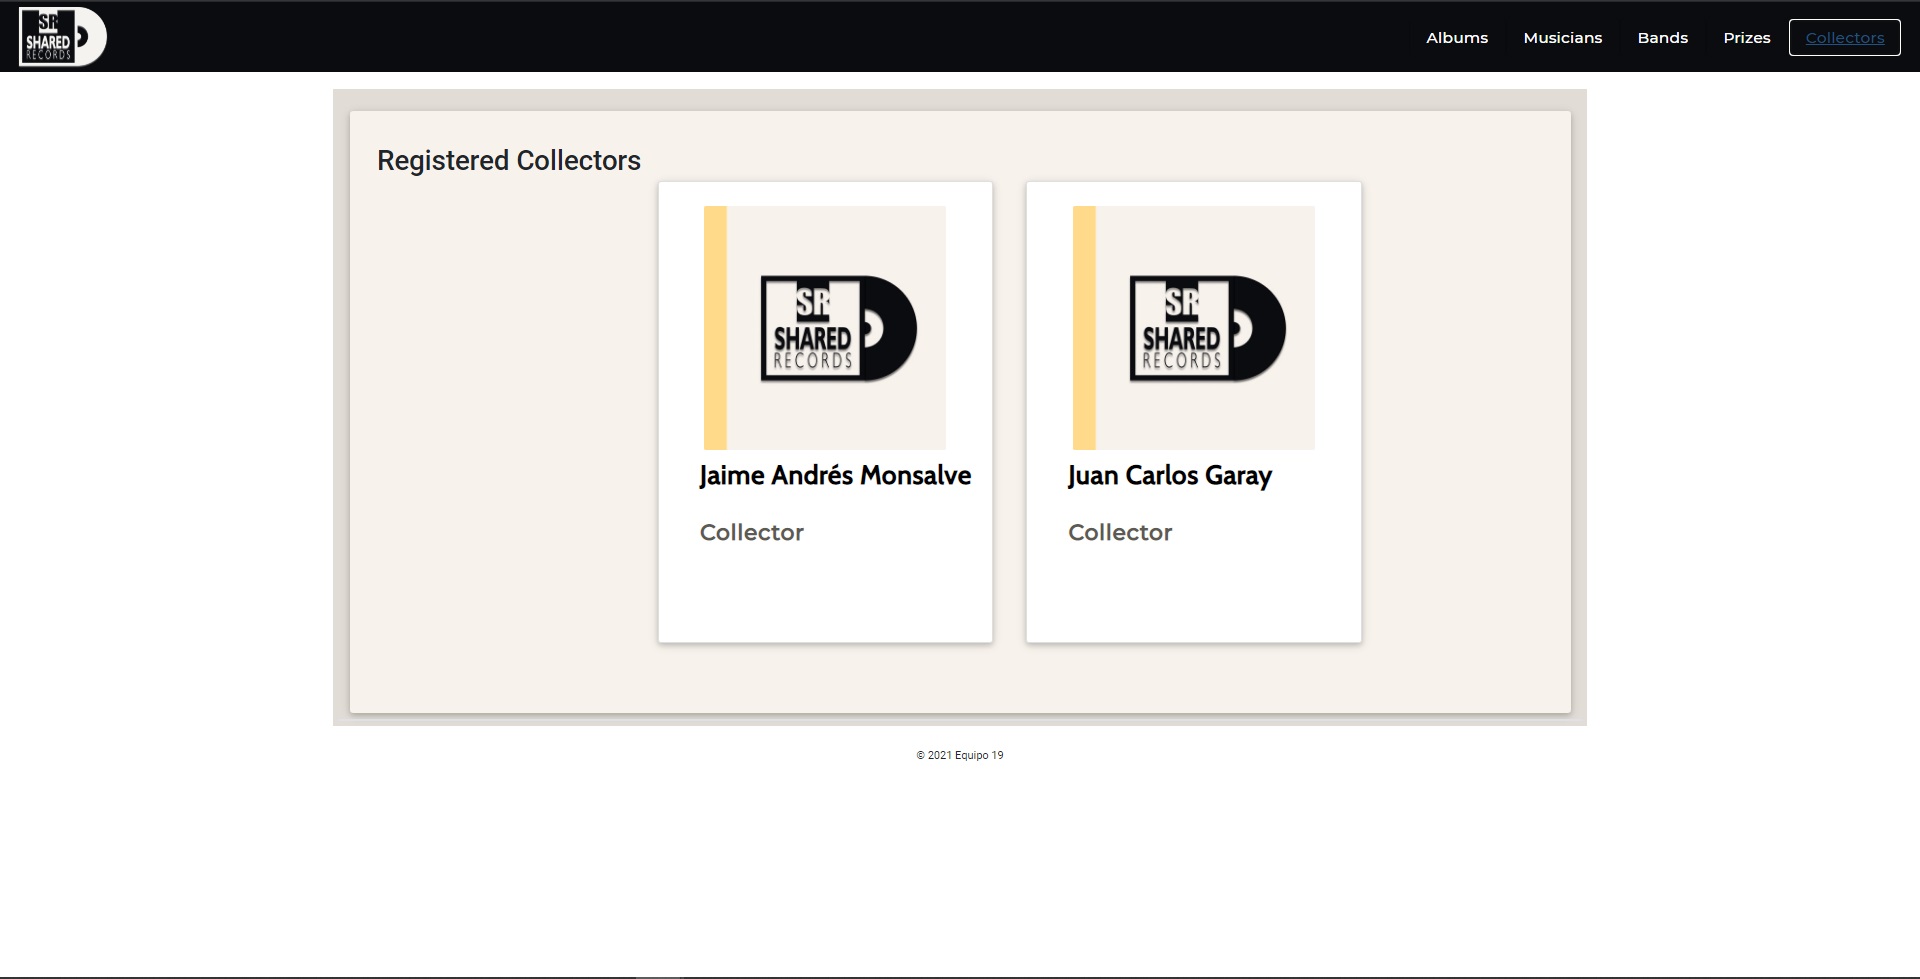 SR
SHARED
RECORDS
Albums
Musicians
Bands
Prizes
Collectors
Registered Collectors
SR
SHARED
RECORDS
Jaime Andrés Monsalve
Collector
SR
SHARED
RECORDS
Juan Carlos Garay
Collector
© 2021 Equipo 19